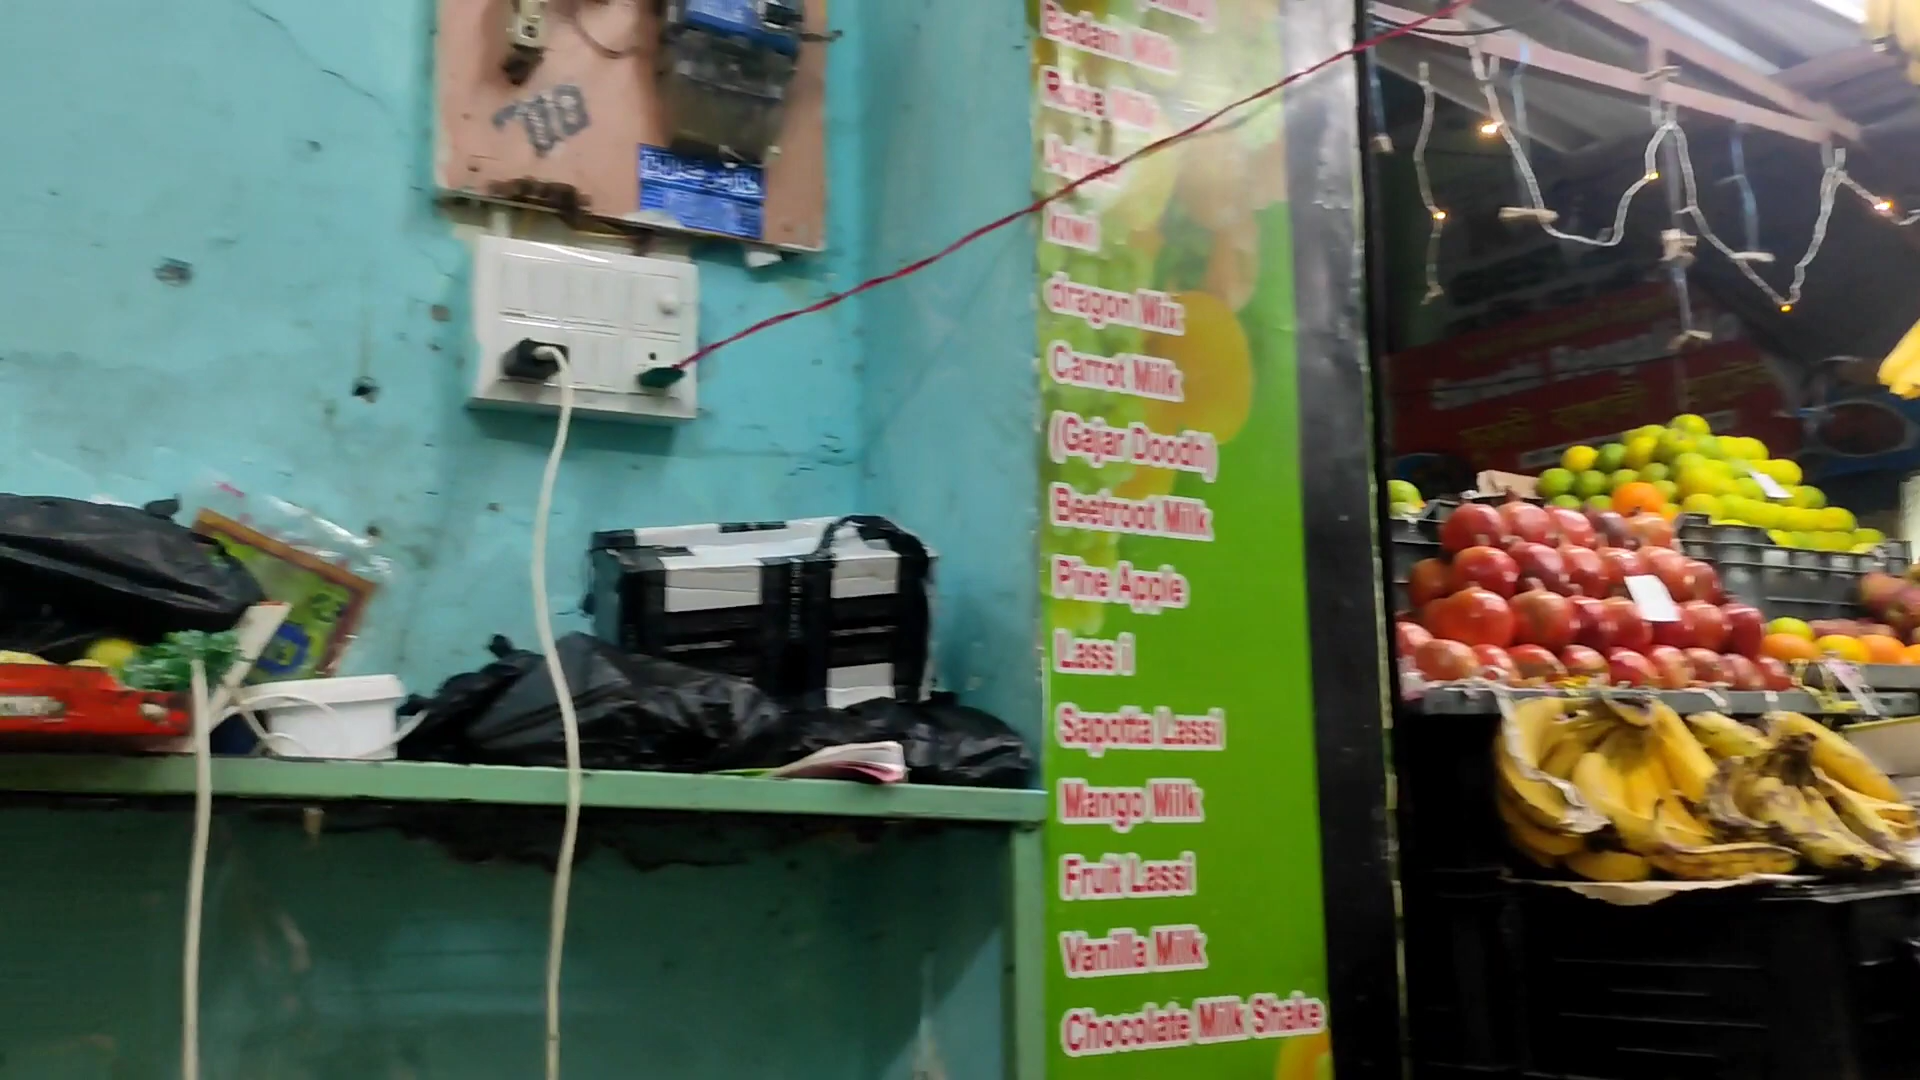 Badam Milk
Rose Milk
Kiwi
dragon Mix
Carrot Milk
(Gajar Doodh)
Beetroot Milk
Pine Apple
Lass i
Sapotta Lassi
Mango Milk
Fruit Lassi
Vanilla Milk
Chocolate Milk Shake